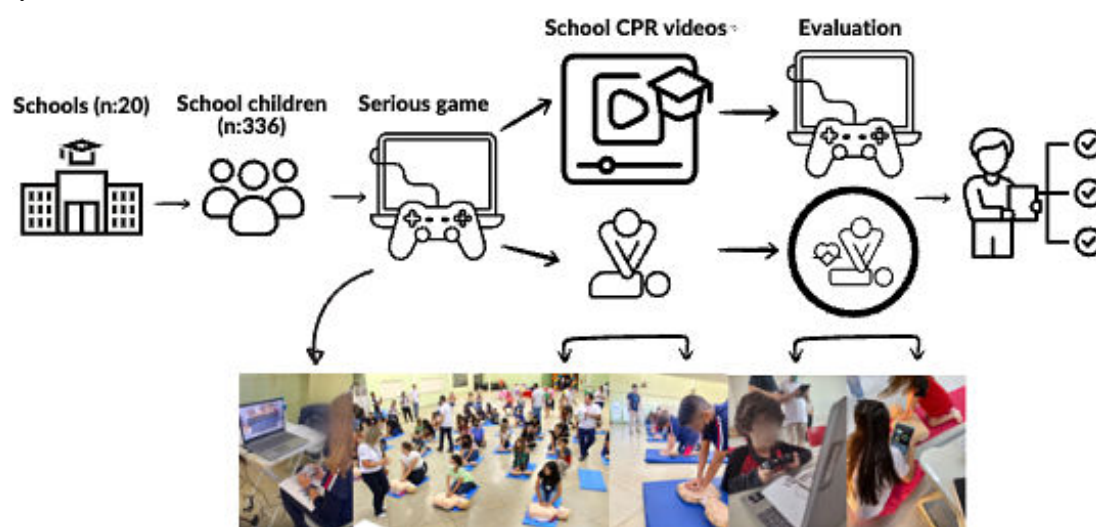 School CPR videos
Evaluation
Schools (n:20)
School children
(n:336)
Serious game